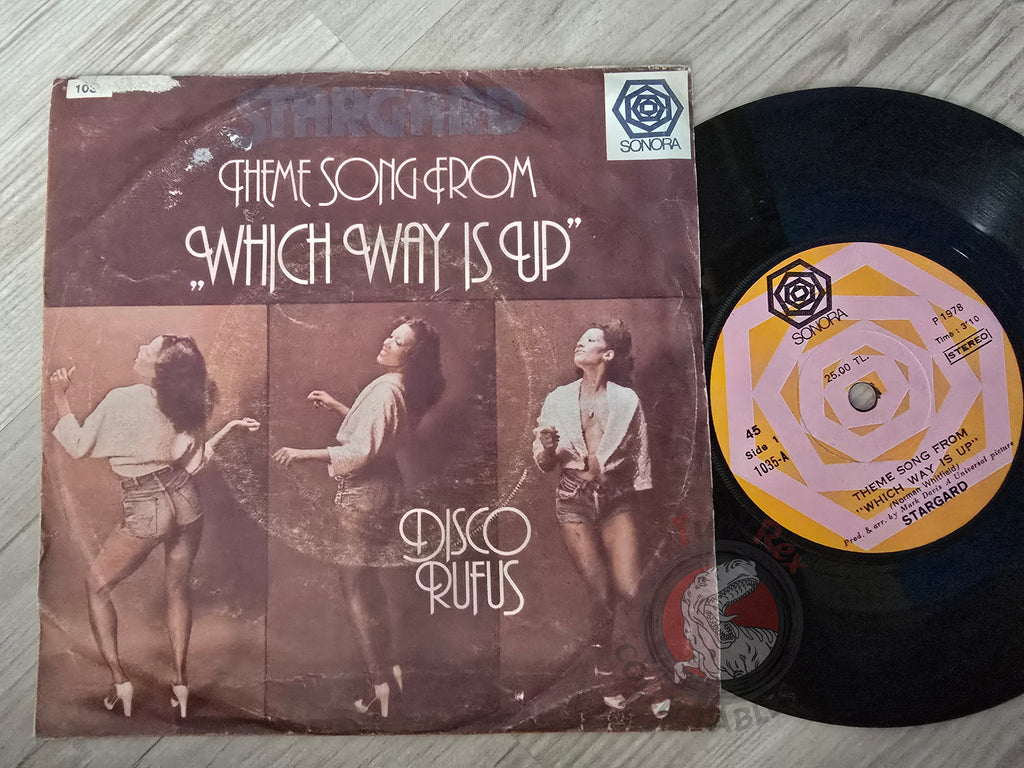 103
STARGARD
SONORA
THEME SONG FROM
„WHICH WAY IS UP”
DISCO
RUFUS
SONORA
P 1978
Time : 3'10
STEREO
25.00 TL.
45
Side 1
1035-A
THEME SONG FROM
"WHICH WAY IS UP"
(Norman Whitfield)
Prod. & arr. by Mark Davis A Universal picture
STARGARD
Rex